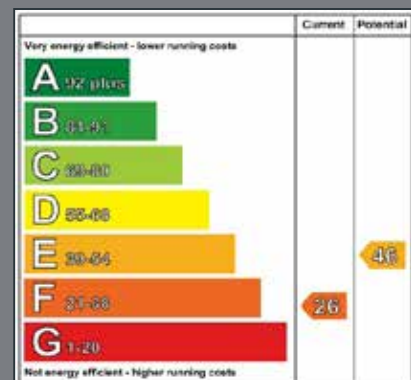 Current Potential
Very energy efficient - lower running costs
A 92 plus
B 81-91
C 69-80
D 55-68
E 39-54
46
F 21-38
26
G 1-20
Not energy efficient - higher running costs